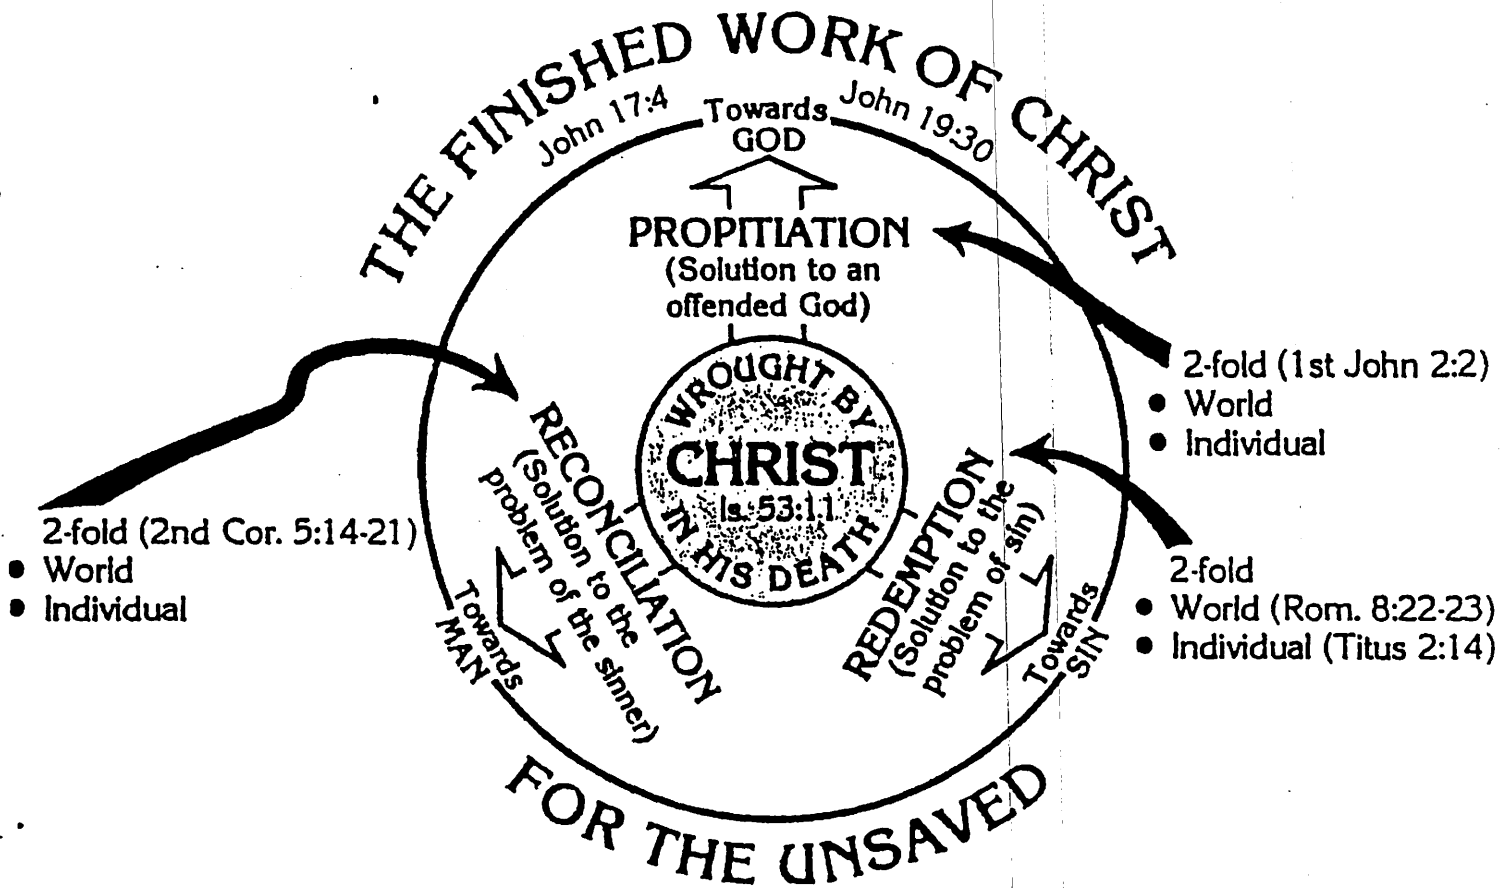 THE FINISHED WORK OF CHRIST
John 17:4
John 19:30
Towards
GOD
PROPITIATION
(Solution to an
offended God)
WROUGHT BY
CHRIST
Is. 53:11
IN HIS DEATH
2-fold (1st John 2:2)
• World
• Individual
RECONCILIATION
(Solution to the
problem of the sinner)
Towards
MAN
2-fold (2nd Cor. 5:14-21)
• World
• Individual
REDEMPTION
(Solution to the
problem of sin)
Towards
SIN
2-fold
• World (Rom. 8:22-23)
• Individual (Titus 2:14)
FOR THE UNSAVED